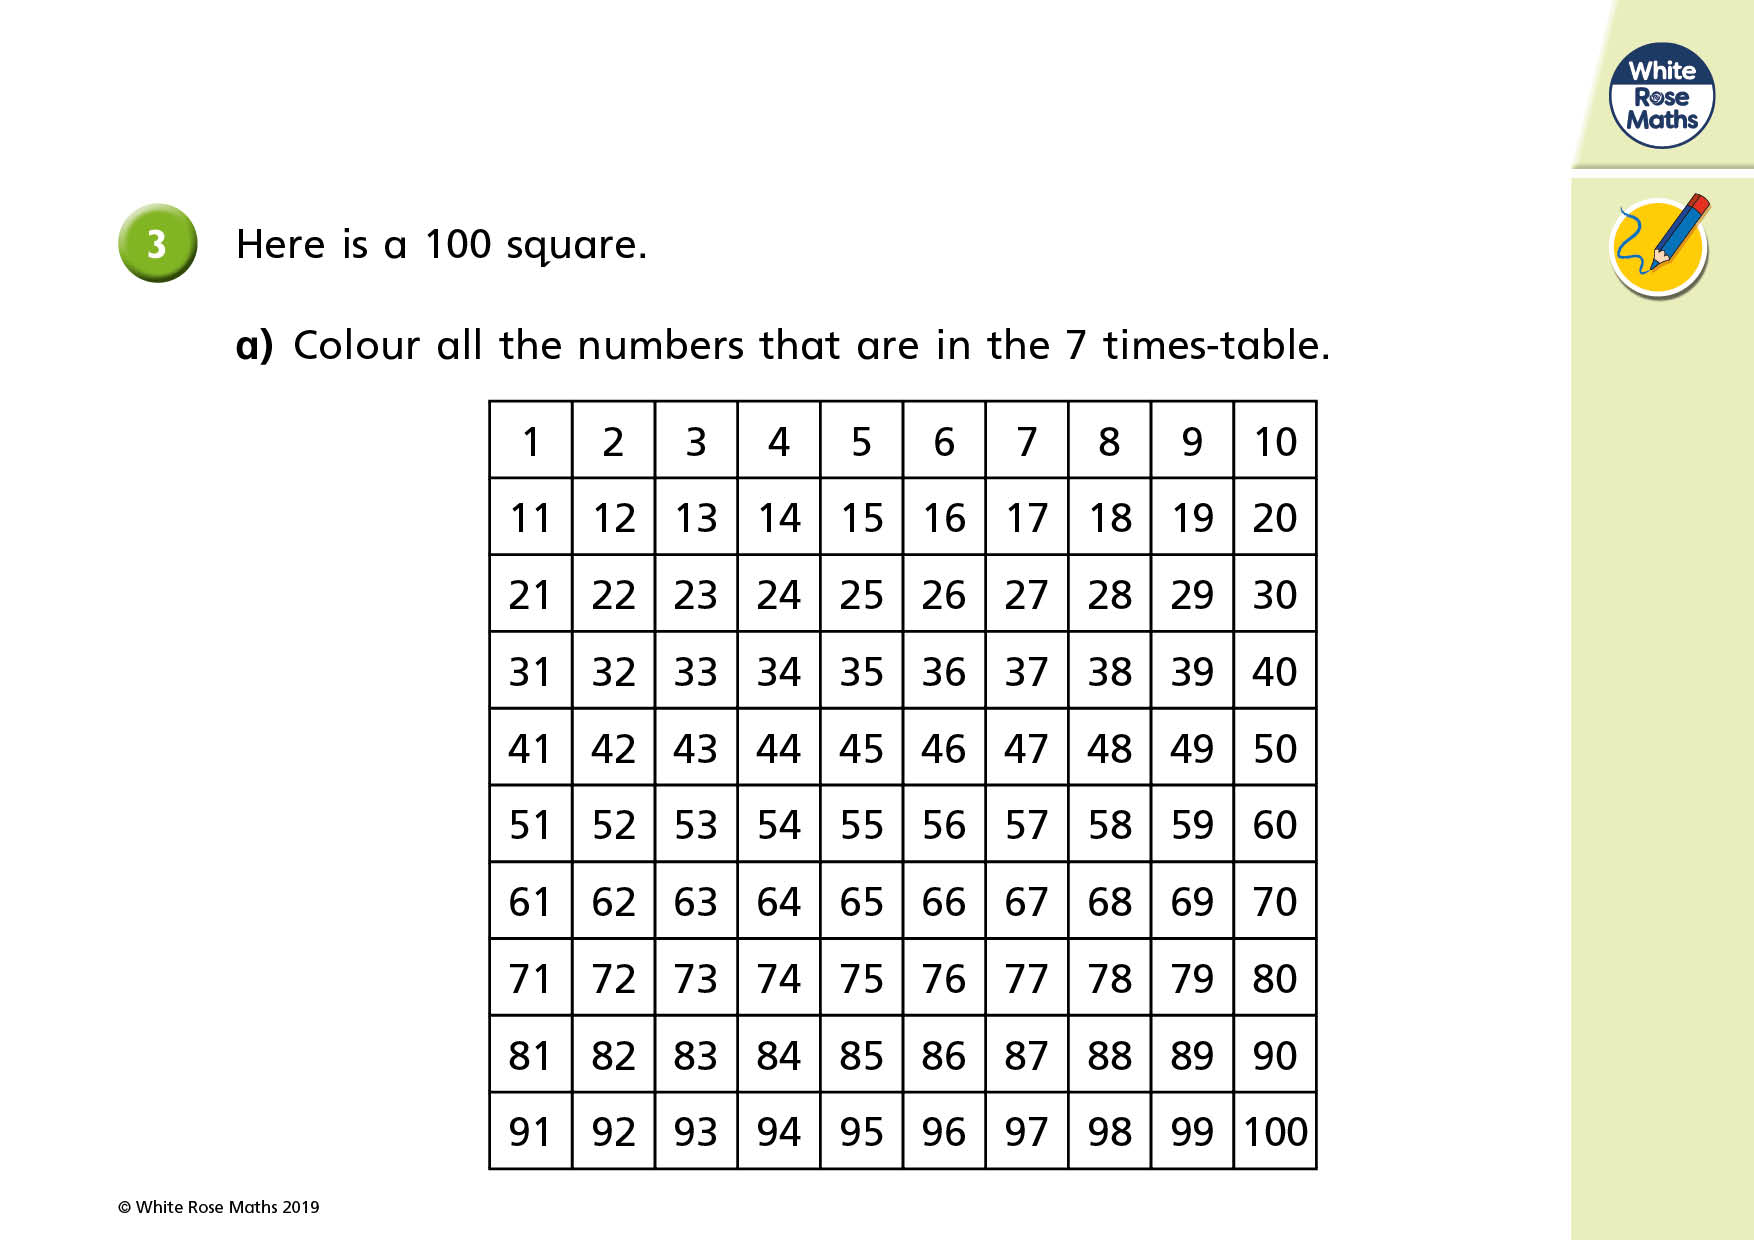 White
Rose
Maths
3 Here is a 100 square.
a) Colour all the numbers that are in the 7 times-table.
1 2 3 4 5 6 7 8 9 10
11 12 13 14 15 16 17 18 19 20
21 22 23 24 25 26 27 28 29 30
31 32 33 34 35 36 37 38 39 40
41 42 43 44 45 46 47 48 49 50
51 52 53 54 55 56 57 58 59 60
61 62 63 64 65 66 67 68 69 70
71 72 73 74 75 76 77 78 79 80
81 82 83 84 85 86 87 88 89 90
91 92 93 94 95 96 97 98 99 100
© White Rose Maths 2019